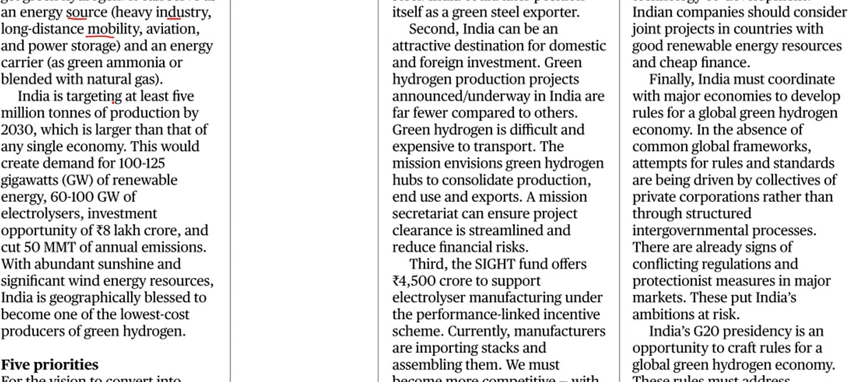 an energy source (heavy industry,
long-distance mobility, aviation,
and power storage) and an energy
carrier (as green ammonia or
blended with natural gas).
India is targeting at least five
million tonnes of production by
2030, which is larger than that of
any single economy. This would
create demand for 100-125
gigawatts (GW) of renewable
energy, 60-100 GW of
electrolysers, investment
opportunity of ₹8 lakh crore, and
cut 50 MMT of annual emissions.
With abundant sunshine and
significant wind energy resources,
India is geographically blessed to
become one of the lowest-cost
producers of green hydrogen.
Five priorities
For the vision to convert into
itself as a green steel exporter.
Second, India can be an
attractive destination for domestic
and foreign investment. Green
hydrogen production projects
announced/underway in India are
far fewer compared to others.
Green hydrogen is difficult and
expensive to transport. The
mission envisions green hydrogen
hubs to consolidate production,
end use and exports. A mission
secretariat can ensure project
clearance is streamlined and
reduce financial risks.
Third, the SIGHT fund offers
₹4,500 crore to support
electrolyser manufacturing under
the performance-linked incentive
scheme. Currently, manufacturers
are importing stacks and
assembling them. We must
become more competitive — with
Indian companies should consider
joint projects in countries with
good renewable energy resources
and cheap finance.
Finally, India must coordinate
with major economies to develop
rules for a global green hydrogen
economy. In the absence of
common global frameworks,
attempts for rules and standards
are being driven by collectives of
private corporations rather than
through structured
intergovernmental processes.
There are already signs of
conflicting regulations and
protectionist measures in major
markets. These put India's
ambitions at risk.
India's G20 presidency is an
opportunity to craft rules for a
global green hydrogen economy.
These rules must address